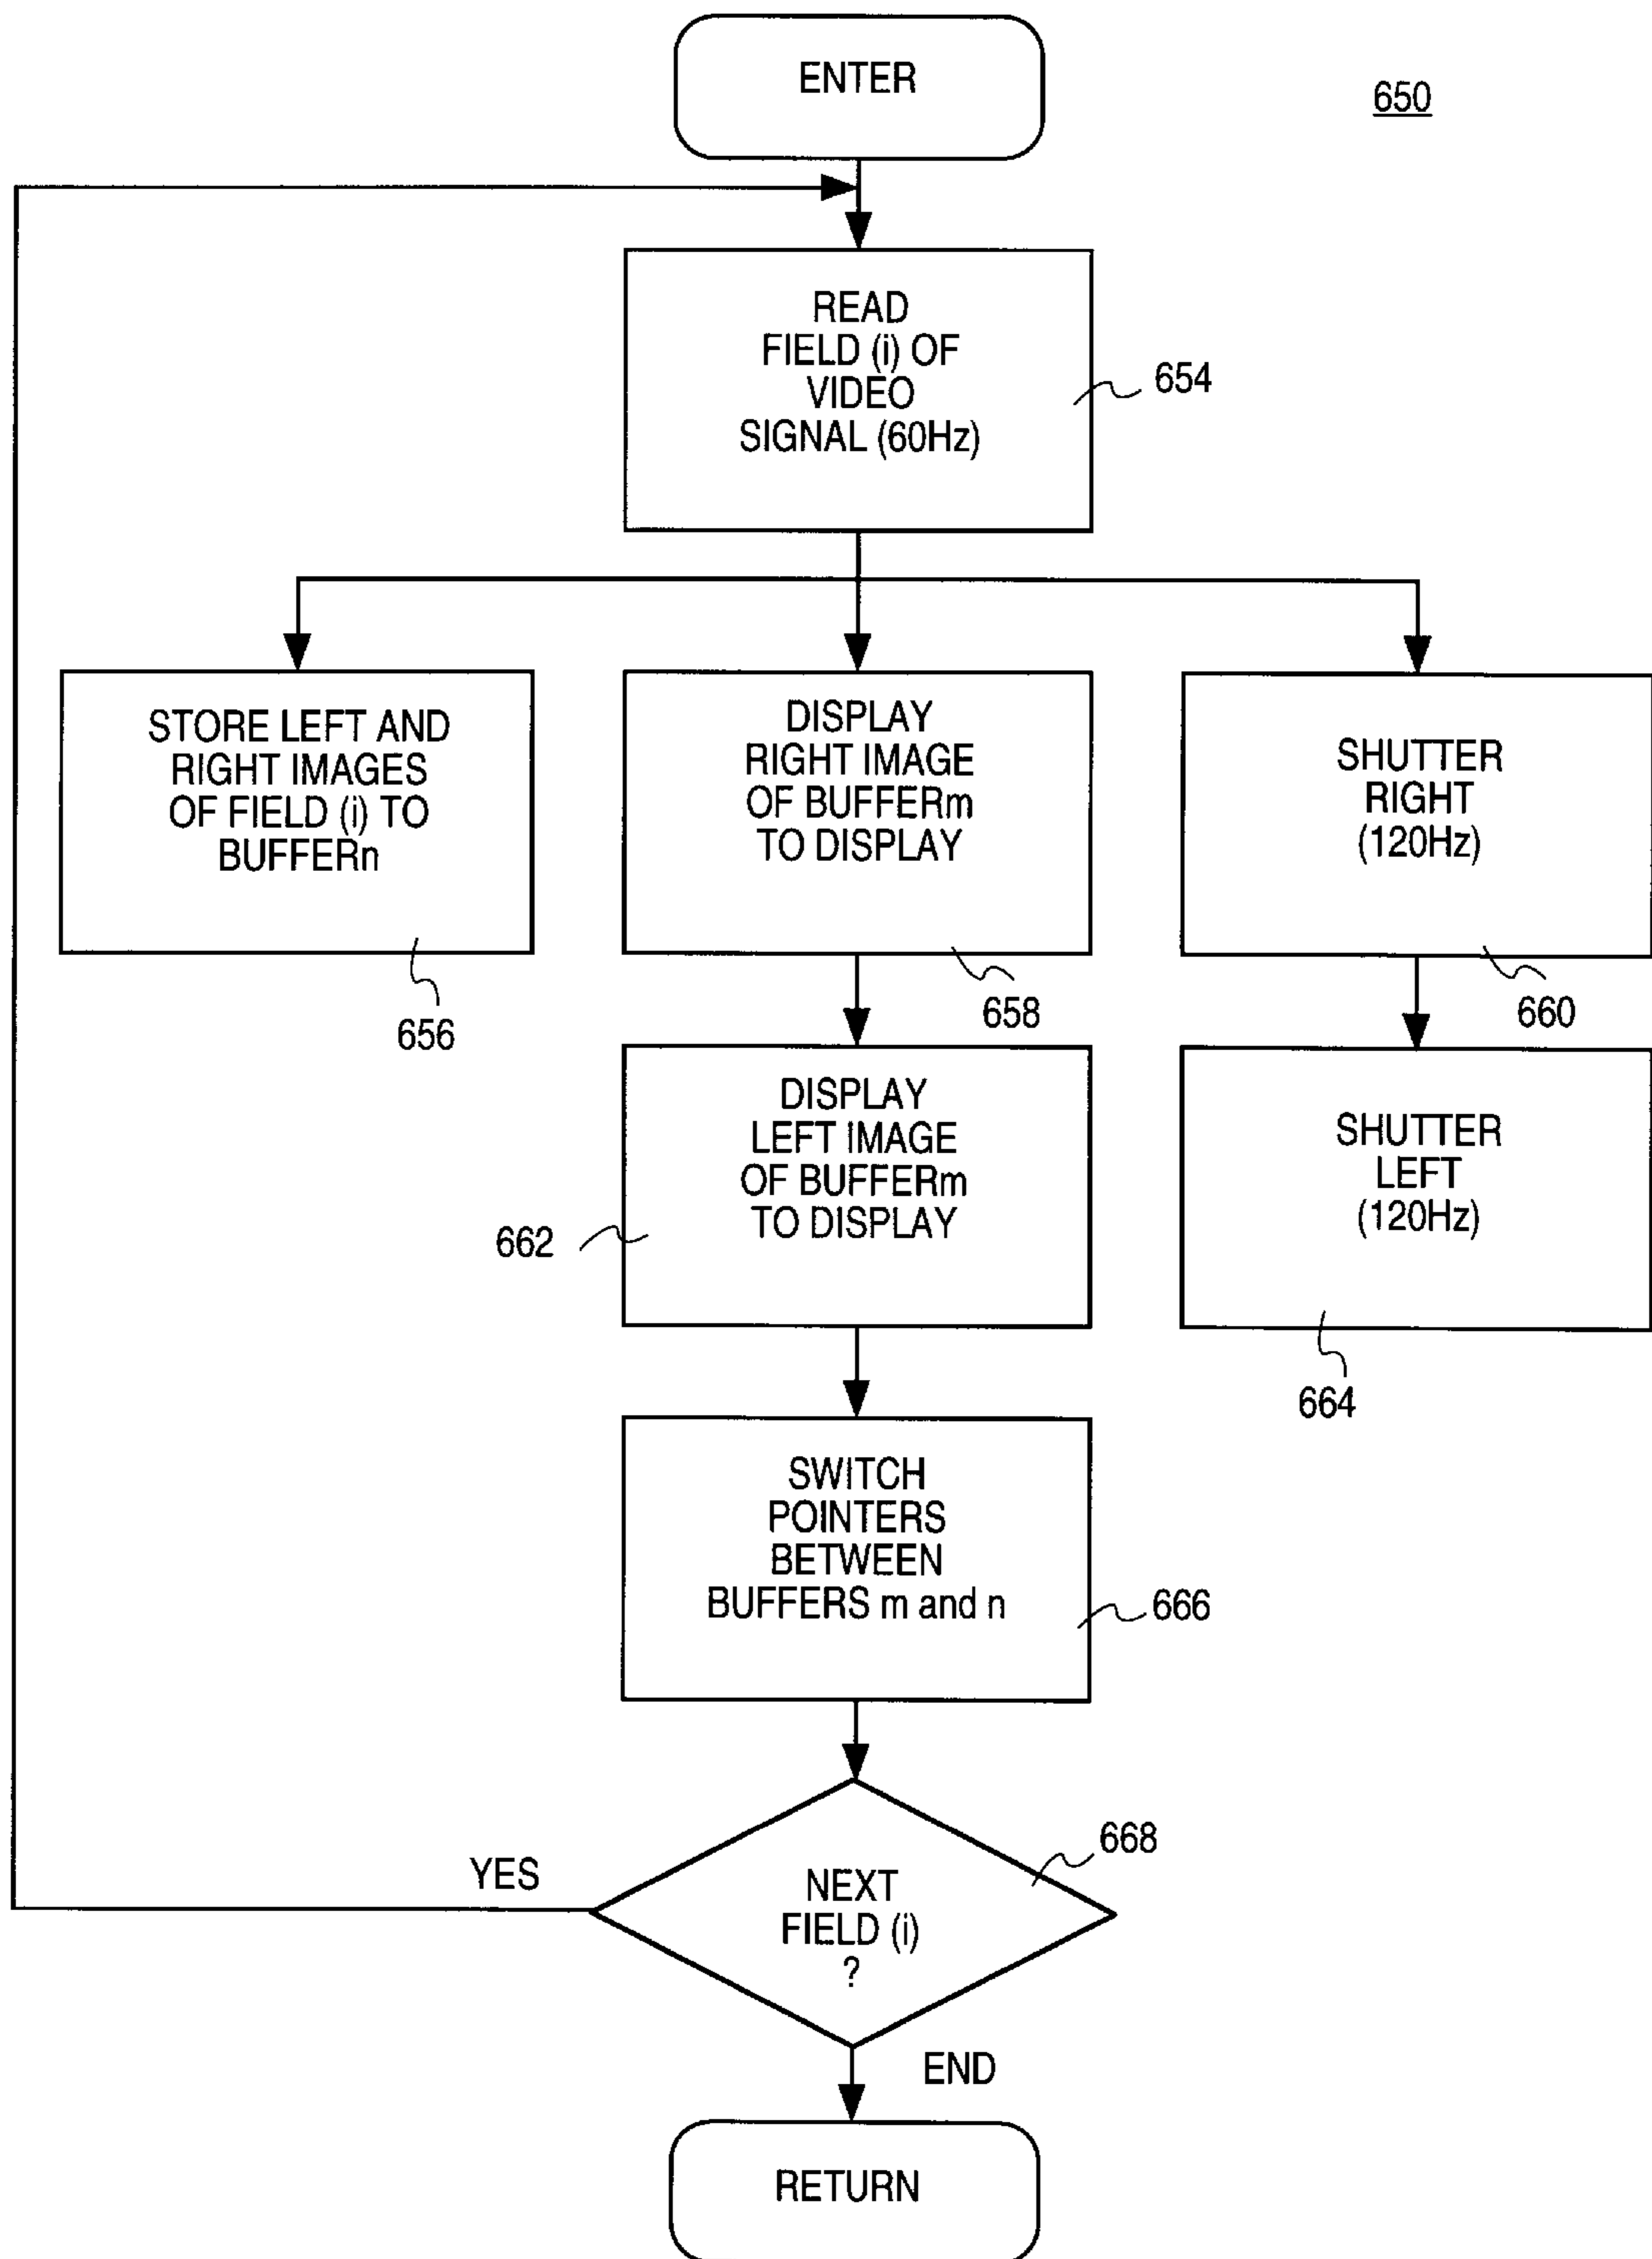 ENTER
650
READ
FIELD (i) OF
VIDEO
SIGNAL (60Hz)
654
STORE LEFT AND
RIGHT IMAGES
OF FIELD (i) TO
BUFFERn
656
DISPLAY
RIGHT IMAGE
OF BUFFERm
TO DISPLAY
658
SHUTTER
RIGHT
(120Hz)
660
DISPLAY
LEFT IMAGE
OF BUFFERm
TO DISPLAY
662
SHUTTER
LEFT
(120Hz)
664
SWITCH
POINTERS
BETWEEN
BUFFERS m and n
666
NEXT
FIELD (i)
?
668
YES
END
RETURN